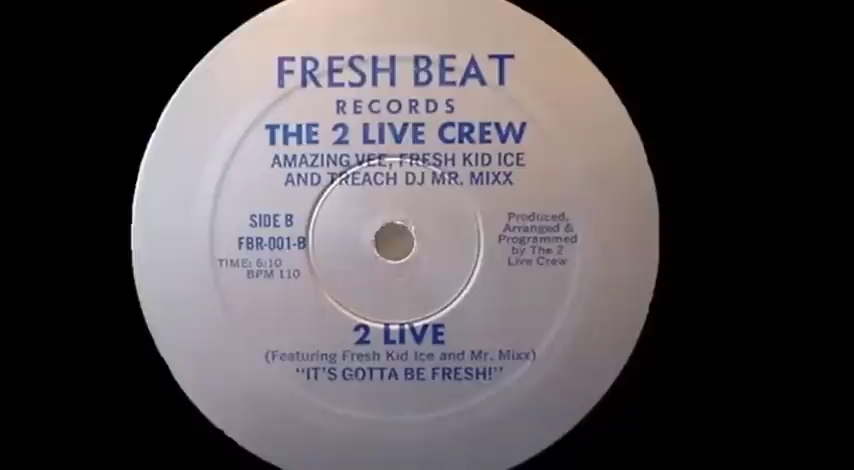 FRESH BEAT
RECORDS
THE 2 LIVE CREW
AMAZING VEE, FRESH KID ICE
AND TREACH DJ MR. MIXX
SIDE B
FBR-001-B
TIME: 6:10
BPM 110
Produced,
Arranged &
Programmed
by The 2
Live Crew
2 LIVE
(Featuring Fresh Kid Ice and Mr. Mixx)
"IT'S GOTTA BE FRESH!"